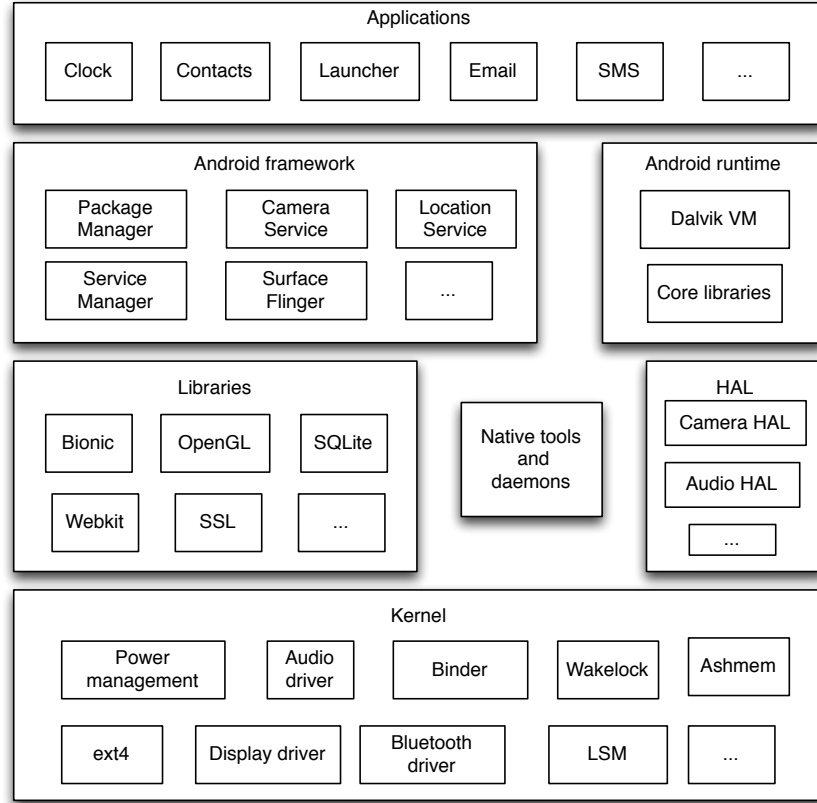 Applications
Clock
Contacts
Launcher
Email
SMS
...
Android framework
Package
Manager
Camera
Service
Location
Service
Service
Manager
Surface
Flinger
...
Android runtime
Dalvik VM
Core libraries
Libraries
Bionic
OpenGL
SQLite
Webkit
SSL
...
Native tools
and
daemons
HAL
Camera HAL
Audio HAL
...
Kernel
Power
management
Audio
driver
Binder
Wakelock
Ashmem
ext4
Display driver
Bluetooth
driver
LSM
...